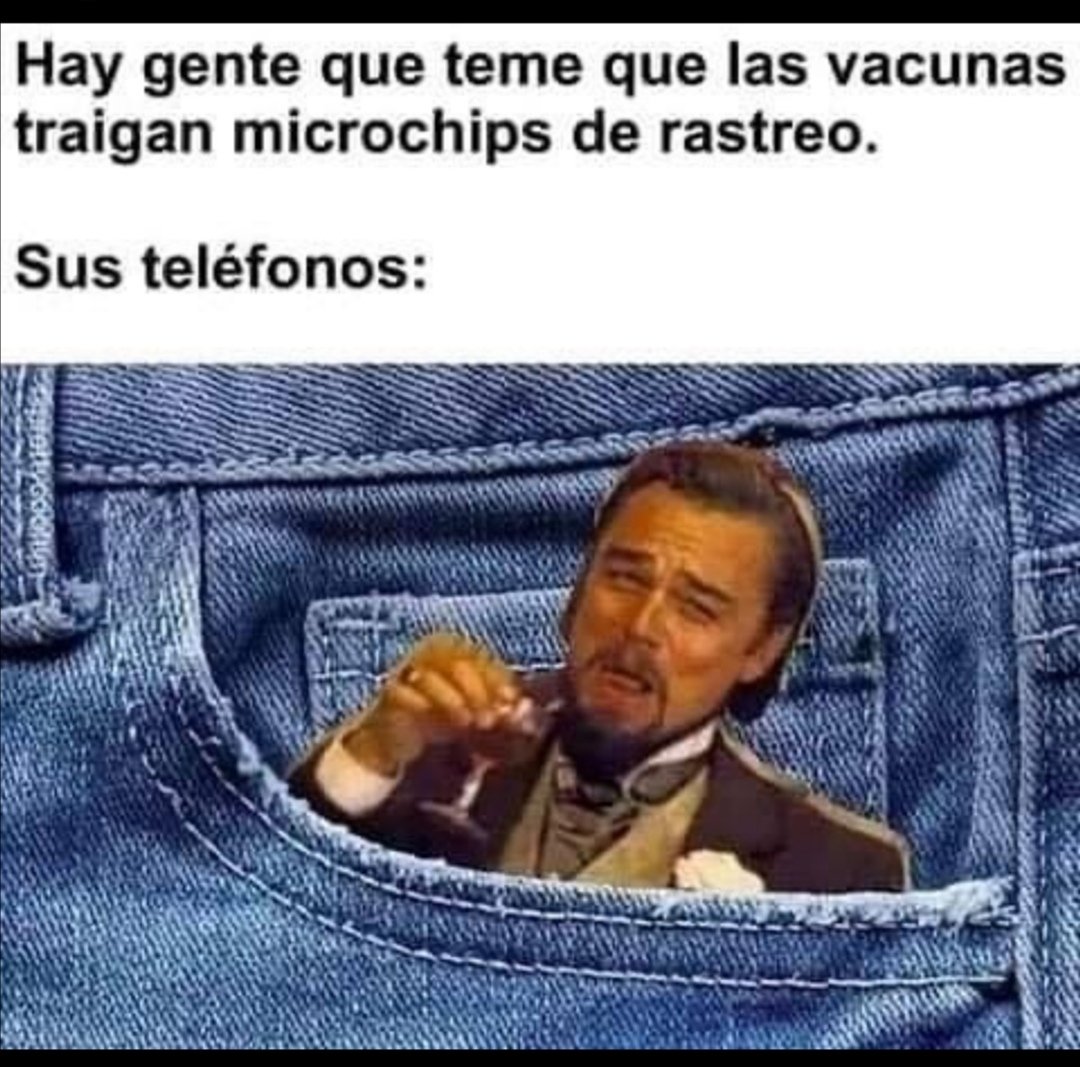 Hay gente que teme que las vacunas
traigan microchips de rastreo.
Sus teléfonos: